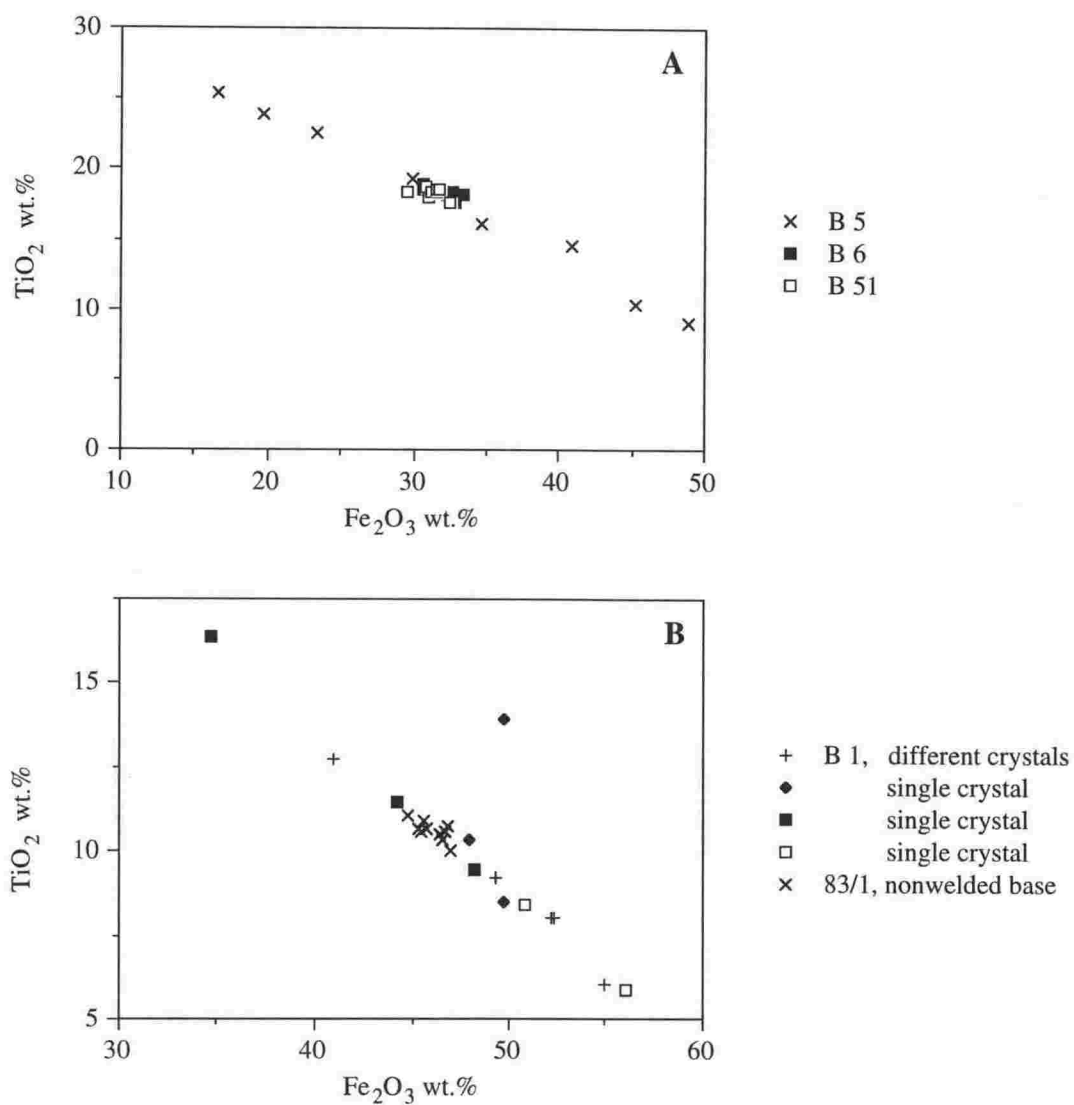 A
30
20
10
0
TiO2 wt.%
10 20 30 40 50
Fe2O3 wt.%
× B 5
■ B 6
□ B 51
B
15
10
5
TiO2 wt.%
30 40 50 60
Fe2O3 wt.%
+ B 1, different crystals
◆ single crystal
■ single crystal
□ single crystal
× 83/1, nonwelded base